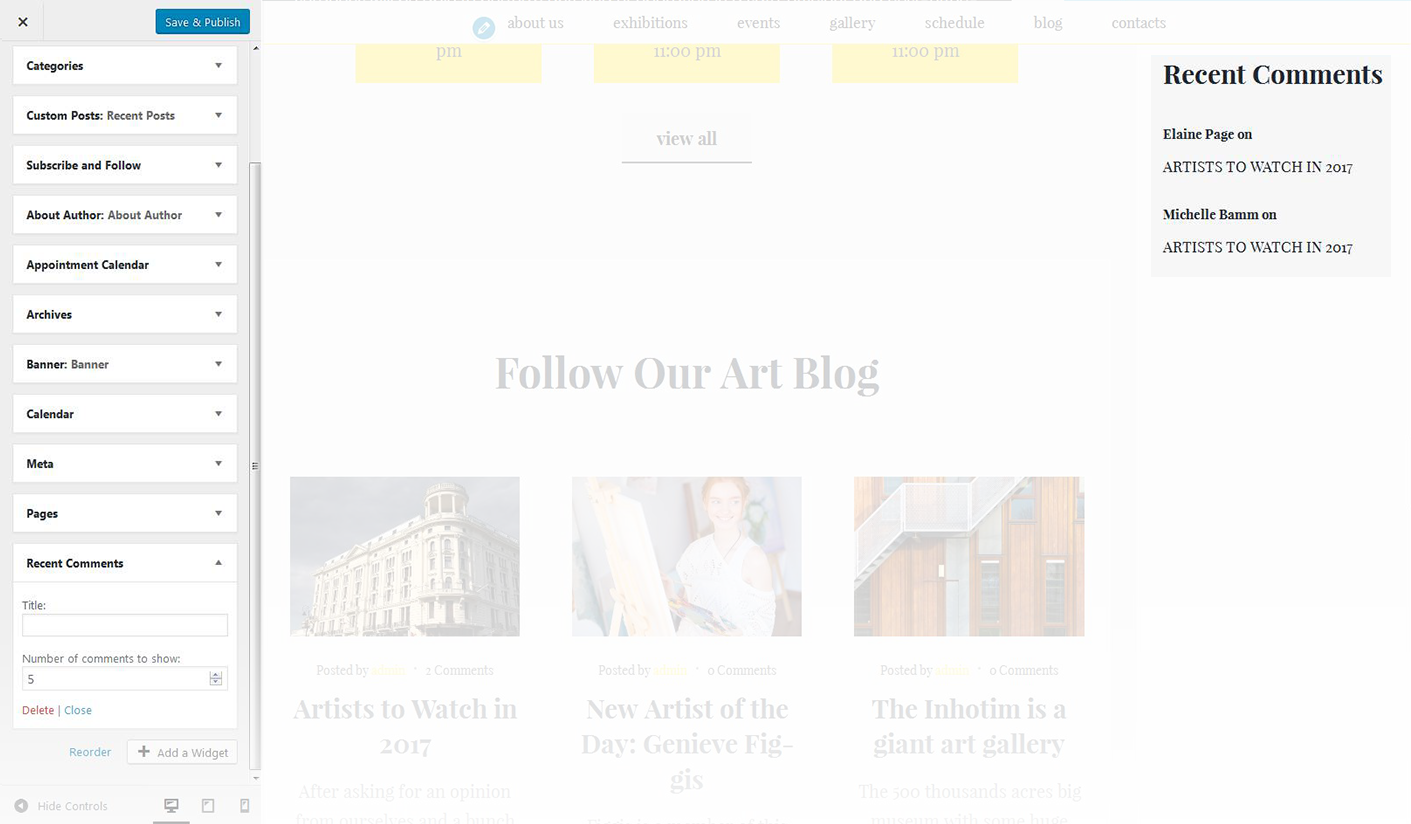 Save & Publish
Categories
Custom Posts: Recent Posts
Subscribe and Follow
About Author: About Author
Appointment Calendar
Archives
Banner: Banner
Calendar
Meta
Pages
Recent Comments
Title:
Number of comments to show:
5
Delete | Close
Reorder
Add a Widget
Hide Controls
about us exhibitions events gallery schedule blog contacts
pm 11:00 pm 11:00 pm
view all
Follow Our Art Blog
Posted by admin · 2 Comments
Artists to Watch in
2017
After asking for an opinion
from ourselves and a bunch
Posted by admin · 0 Comments
New Artist of the
Day: Genieve Fig-
gis
Posted by admin · 0 Comments
The Inhotim is a
giant art gallery
The 500 thousands acres big
museum with some huge
Recent Comments
Elaine Page on
ARTISTS TO WATCH IN 2017
Michelle Bamm on
ARTISTS TO WATCH IN 2017